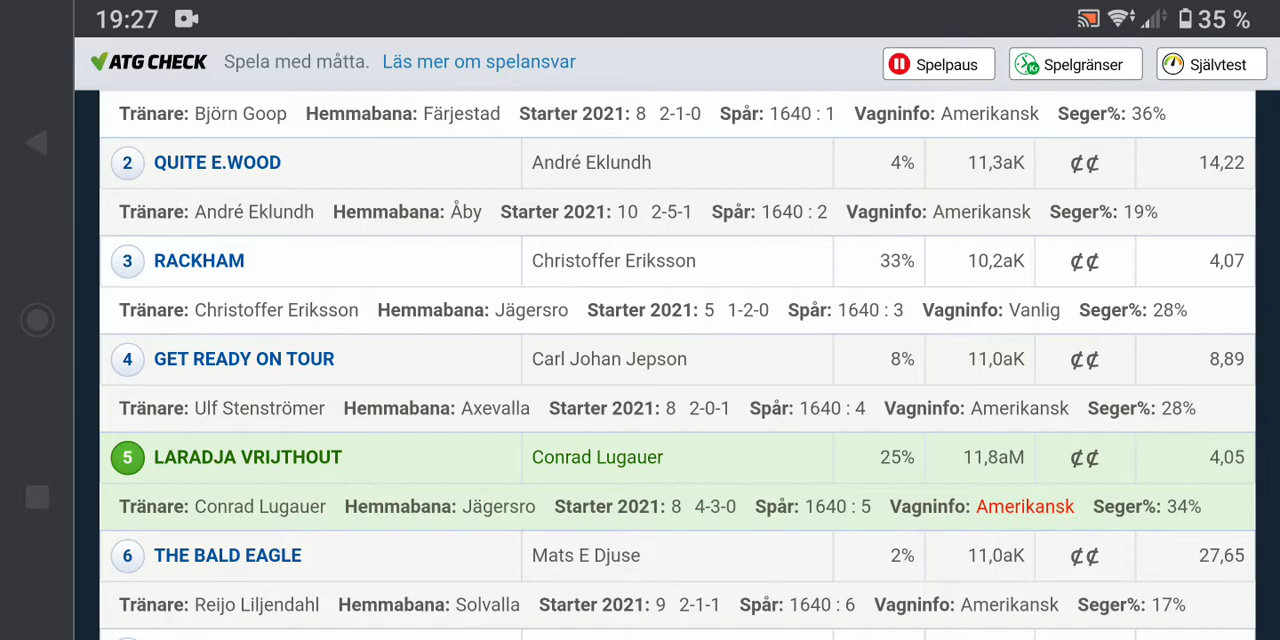 19:27 35 %
ATG CHECK Spela med måtta. Läs mer om spelansvar Spelpaus Spelgränser Självtest
Tränare: Björn Goop Hemmabana: Färjestad Starter 2021: 8 2-1-0 Spår: 1640 : 1 Vagninfo: Amerikansk Seger%: 36%
2 QUITE E.WOOD André Eklundh 4% 11,3aK ₵₵ 14,22
Tränare: André Eklundh Hemmabana: Åby Starter 2021: 10 2-5-1 Spår: 1640 : 2 Vagninfo: Amerikansk Seger%: 19%
3 RACKHAM Christoffer Eriksson 33% 10,2aK ₵₵ 4,07
Tränare: Christoffer Eriksson Hemmabana: Jägersro Starter 2021: 5 1-2-0 Spår: 1640 : 3 Vagninfo: Vanlig Seger%: 28%
4 GET READY ON TOUR Carl Johan Jepson 8% 11,0aK ₵₵ 8,89
Tränare: Ulf Stenströmer Hemmabana: Axevalla Starter 2021: 8 2-0-1 Spår: 1640 : 4 Vagninfo: Amerikansk Seger%: 28%
5 LARADJA VRIJTHOUT Conrad Lugauer 25% 11,8aM ₵₵ 4,05
Tränare: Conrad Lugauer Hemmabana: Jägersro Starter 2021: 8 4-3-0 Spår: 1640 : 5 Vagninfo: Amerikansk Seger%: 34%
6 THE BALD EAGLE Mats E Djuse 2% 11,0aK ₵₵ 27,65
Tränare: Reijo Liljendahl Hemmabana: Solvalla Starter 2021: 9 2-1-1 Spår: 1640 : 6 Vagninfo: Amerikansk Seger%: 17%